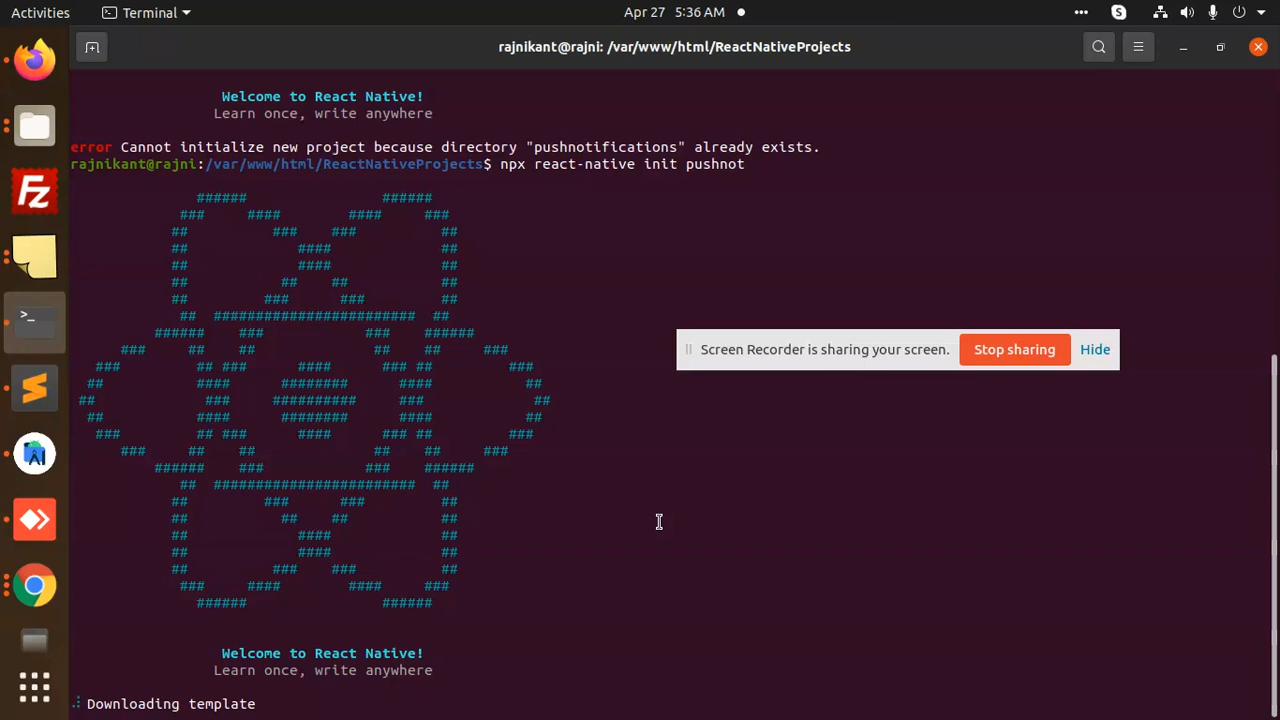 Activities
Terminal
Apr 27 5:36 AM
rajnikant@rajni: /var/www/html/ReactNativeProjects
Welcome to React Native!
Learn once, write anywhere
error Cannot initialize new project because directory "pushnotifications" already exists.
rajnikant@rajni:/var/www/html/ReactNativeProjects$ npx react-native init pushnot
###### ######
### #### #### ###
## ### ### ##
## #### ##
## #### ##
## ## ## ##
## ### ### ##
## ######################## ##
###### ### ### ######
### ## ## ## ## ###
### ## ### #### ### ## ###
## #### ######## #### ##
## ### ########## ### ##
## #### ######## #### ##
### ## ### #### ### ## ###
### ## ## ## ## ###
###### ### ### ######
## ######################## ##
## ### ### ##
## ## ## ##
## #### ##
## #### ##
## ### ### ##
### #### #### ###
###### ######
Screen Recorder is sharing your screen.
Stop sharing
Hide
Welcome to React Native!
Learn once, write anywhere
Downloading template